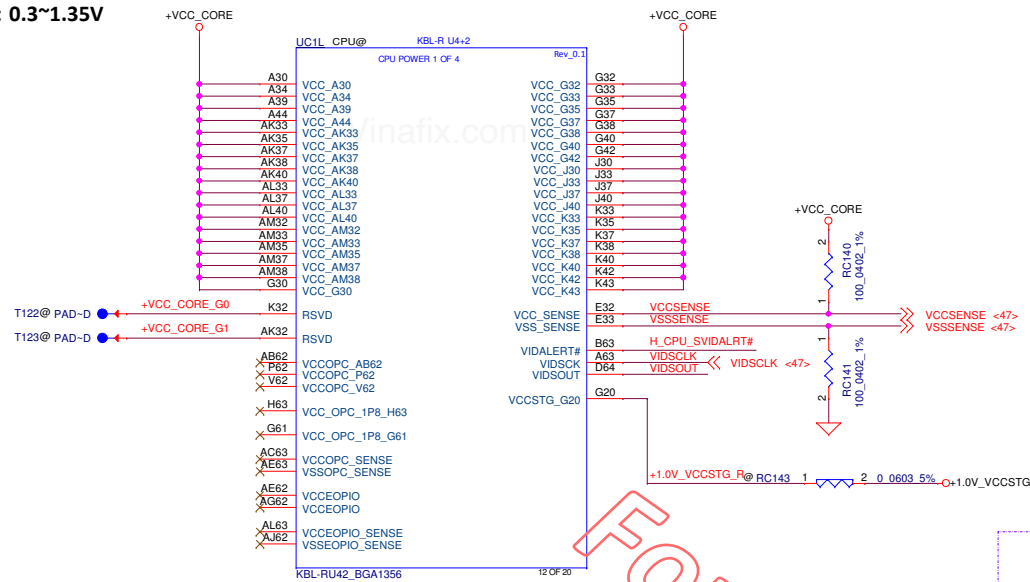 : 0.3~1.35V
+VCC_CORE
+VCC_CORE
UC1L CPU@ KBL-R U4+2
CPU POWER 1 OF 4
Rev_0.1
A30 VCC_A30
A34 VCC_A34
A39 VCC_A39
A44 VCC_A44
AK33 VCC_AK33
AK35 VCC_AK35
AK37 VCC_AK37
AK38 VCC_AK38
AK40 VCC_AK40
AL33 VCC_AL33
AL37 VCC_AL37
AL40 VCC_AL40
AM32 VCC_AM32
AM33 VCC_AM33
AM35 VCC_AM35
AM37 VCC_AM37
AM38 VCC_AM38
G30 VCC_G30
T122@ PAD~D +VCC_CORE_G0 K32 RSVD
T123@ PAD~D +VCC_CORE_G1 AK32 RSVD
AB62 VCCOPC_AB62
P62 VCCOPC_P62
V62 VCCOPC_V62
H63 VCC_OPC_1P8_H63
G61 VCC_OPC_1P8_G61
AC63 VCCOPC_SENSE
AE63 VSSOPC_SENSE
AE62 VCCEOPIO
AG62 VCCEOPIO
AL63 VCCEOPIO_SENSE
AJ62 VSSEOPIO_SENSE
VCC_G32 G32
VCC_G33 G33
VCC_G35 G35
VCC_G37 G37
VCC_G38 G38
VCC_G40 G40
VCC_G42 G42
VCC_J30 J30
VCC_J33 J33
VCC_J37 J37
VCC_J40 J40
VCC_K33 K33
VCC_K35 K35
VCC_K37 K37
VCC_K38 K38
VCC_K40 K40
VCC_K42 K42
VCC_K43 K43
VCC_SENSE E32 VCCSENSE VCCSENSE <47>
VSS_SENSE E33 VSSSENSE VSSSENSE <47>
VIDALERT# B63 H_CPU_SVIDALRT#
VIDSCK A63 VIDSCLK VIDSCLK <47>
VIDSOUT D64 VIDSOUT
VCCSTG_G20 G20
+VCC_CORE
2
RC140
100_0402_1%
1
1
RC141
100_0402_1%
2
+1.0V_VCCSTG_R @ RC143 1 2 0_0603_5% +1.0V_VCCSTG
KBL-RU42_BGA1356
12 OF 20
inafix.com
Fo